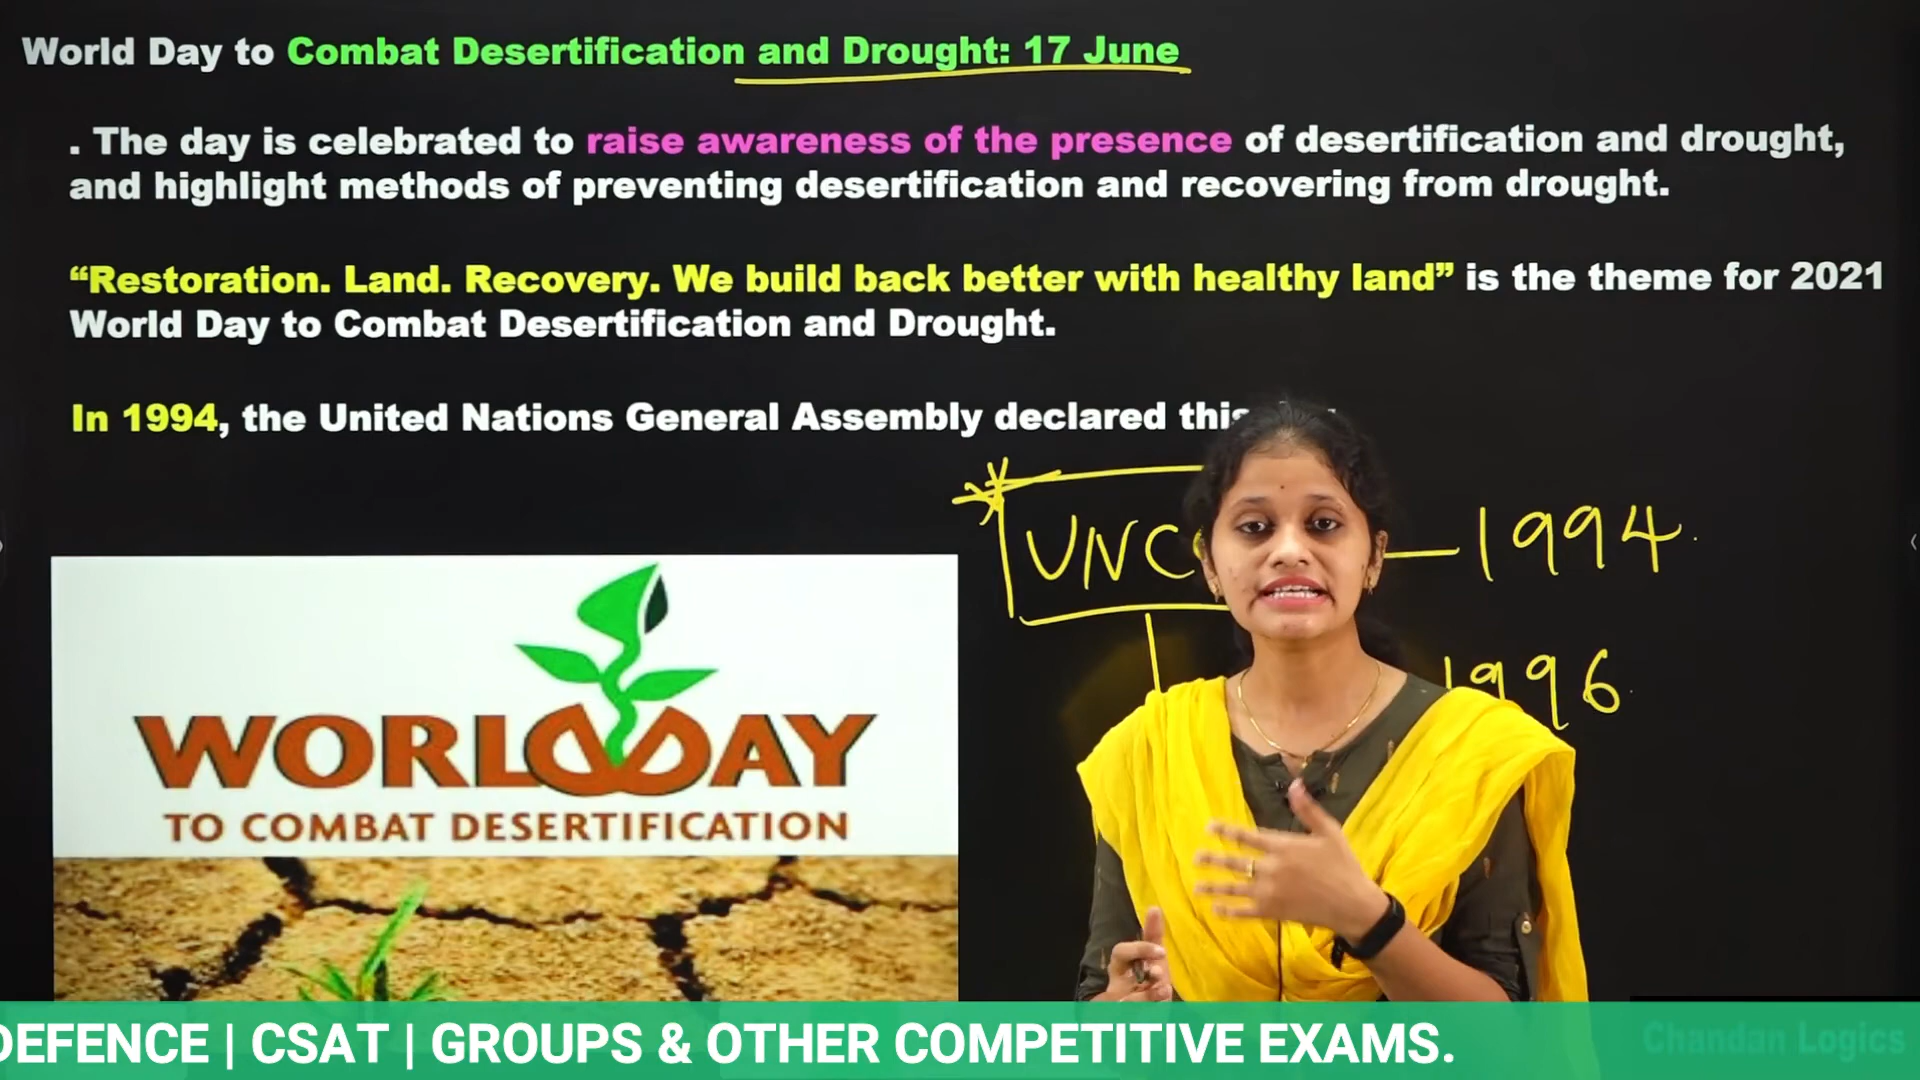 World Day to Combat Desertification and Drought: 17 June
. The day is celebrated to raise awareness of the presence of desertification and drought,
and highlight methods of preventing desertification and recovering from drought.
“Restoration. Land. Recovery. We build back better with healthy land” is the theme for 2021
World Day to Combat Desertification and Drought.
In 1994, the United Nations General Assembly declared this
UNC — 1994
1996
WORLD DAY
TO COMBAT DESERTIFICATION
DEFENCE | CSAT | GROUPS & OTHER COMPETITIVE EXAMS.
Chandan Logics